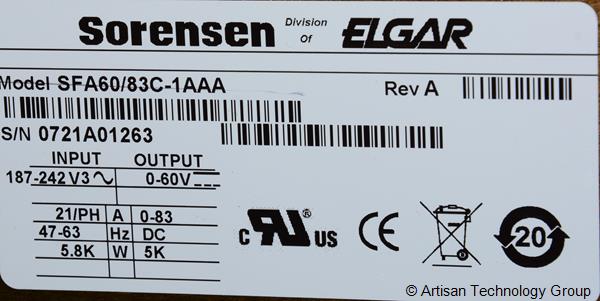 Sorensen Division Of ELGAR
Model SFA60/83C-1AAA Rev A
S/N 0721A01263
INPUT OUTPUT
187-242 V3 0-60V
21/PH A 0-83
47-63 Hz DC
5.8K W 5K
c RU ® US CE 20
© Artisan Technology Group